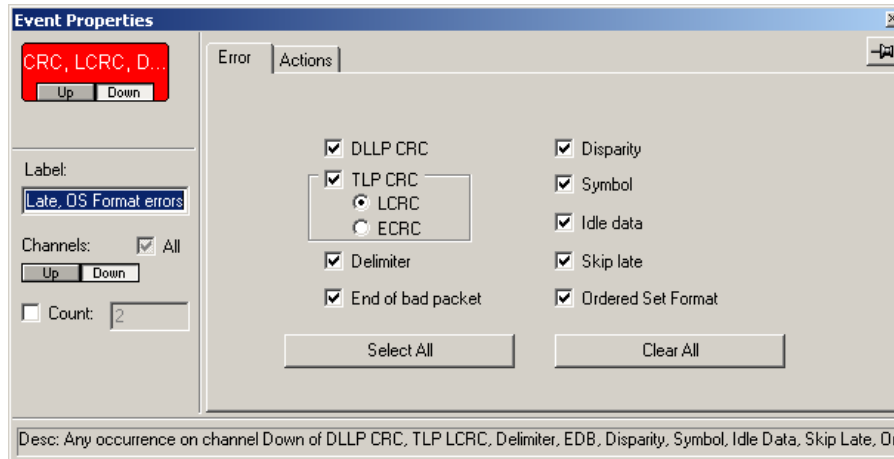 Event Properties
CRC, LCRC, D...
Up Down
Error Actions
Label:
Late, OS Format errors
Channels: All
Up Down
Count: 2
DLLP CRC
TLP CRC
LCRC
ECRC
Delimiter
End of bad packet
Disparity
Symbol
Idle data
Skip late
Ordered Set Format
Select All Clear All
Desc: Any occurrence on channel Down of DLLP CRC, TLP LCRC, Delimiter, EDB, Disparity, Symbol, Idle Data, Skip Late, Or